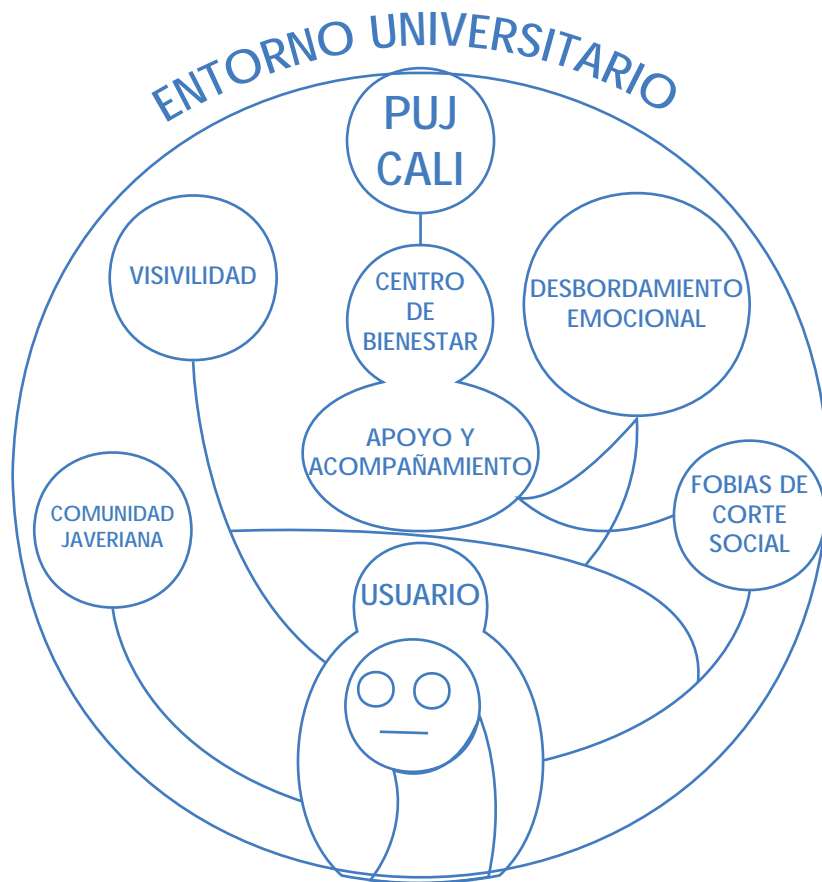 ENTORNO UNIVERSITARIO
PUJ
CALI
VISIVILIDAD
CENTRO
DE
BIENESTAR
DESBORDAMIENTO
EMOCIONAL
APOYO Y
ACOMPAÑAMIENTO
COMUNIDAD
JAVERIANA
FOBIAS DE
CORTE
SOCIAL
USUARIO